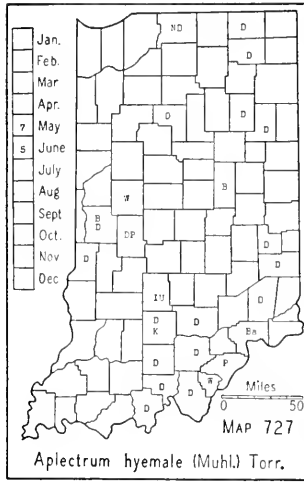 Jan.
Feb.
Mar
Apr.
7 May
5 June
July
Aug
Sept
Oct.
Nov
Dec
ND D
D
D D
D
B
W
B
D DP
D
D D
IU
D
D
K D
Ba
D
P
D W
D
D
Miles
0 50
MAP 727
Aplectrum hyemale (Muhl.) Torr.